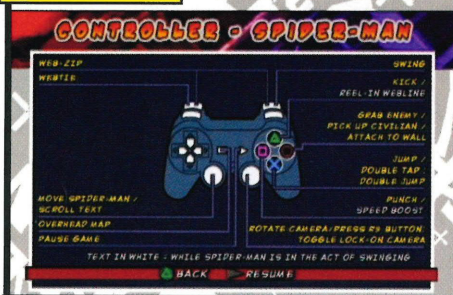 CONTROLLER - SPIDER-MAN
WEB-ZIP
WEBTIE
SWING
KICK /
REEL-IN WEBLINE
GRAB ENEMY /
PICK UP CIVILIAN /
ATTACH TO WALL
JUMP /
DOUBLE TAP :
DOUBLE JUMP
PUNCH /
SPEED BOOST
MOVE SPIDER-MAN /
SCROLL TEXT
OVERHEAD MAP
PAUSE GAME
ROTATE CAMERA/PRESS R3 BUTTON:
TOGGLE LOCK-ON CAMERA
TEXT IN WHITE : WHILE SPIDER-MAN IS IN THE ACT OF SWINGING
BACK
RESUME